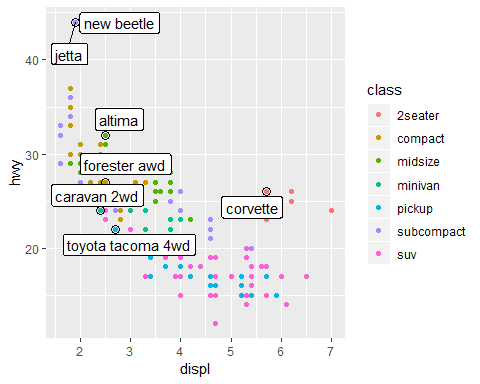 new beetle
jetta
altima
forester awd
caravan 2wd
corvette
toyota tacoma 4wd
40
30
20
hwy
2
3
4
5
6
7
displ
class
2seater
compact
midsize
minivan
pickup
subcompact
suv